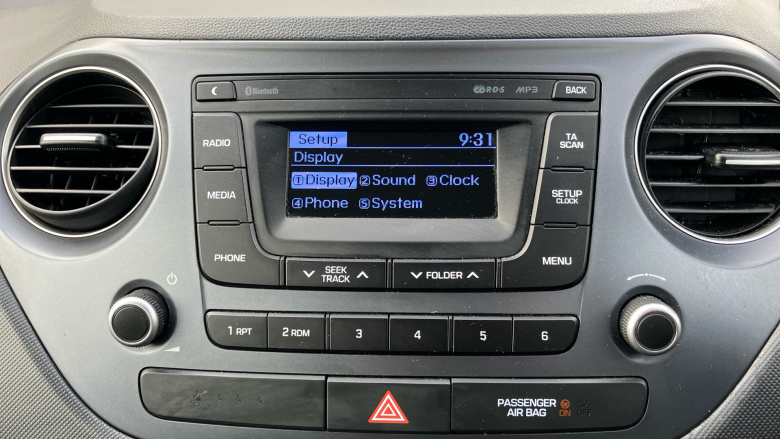 Bluetooth R·D·S MP3 BACK
RADIO
MEDIA
PHONE
Setup 9:31
Display
①Display ②Sound ③Clock
④Phone ⑤System
TA
SCAN
SETUP
CLOCK
MENU
SEEK
TRACK
FOLDER
1 RPT 2 RDM 3 4 5 6
PASSENGER
AIR BAG
ON OFF